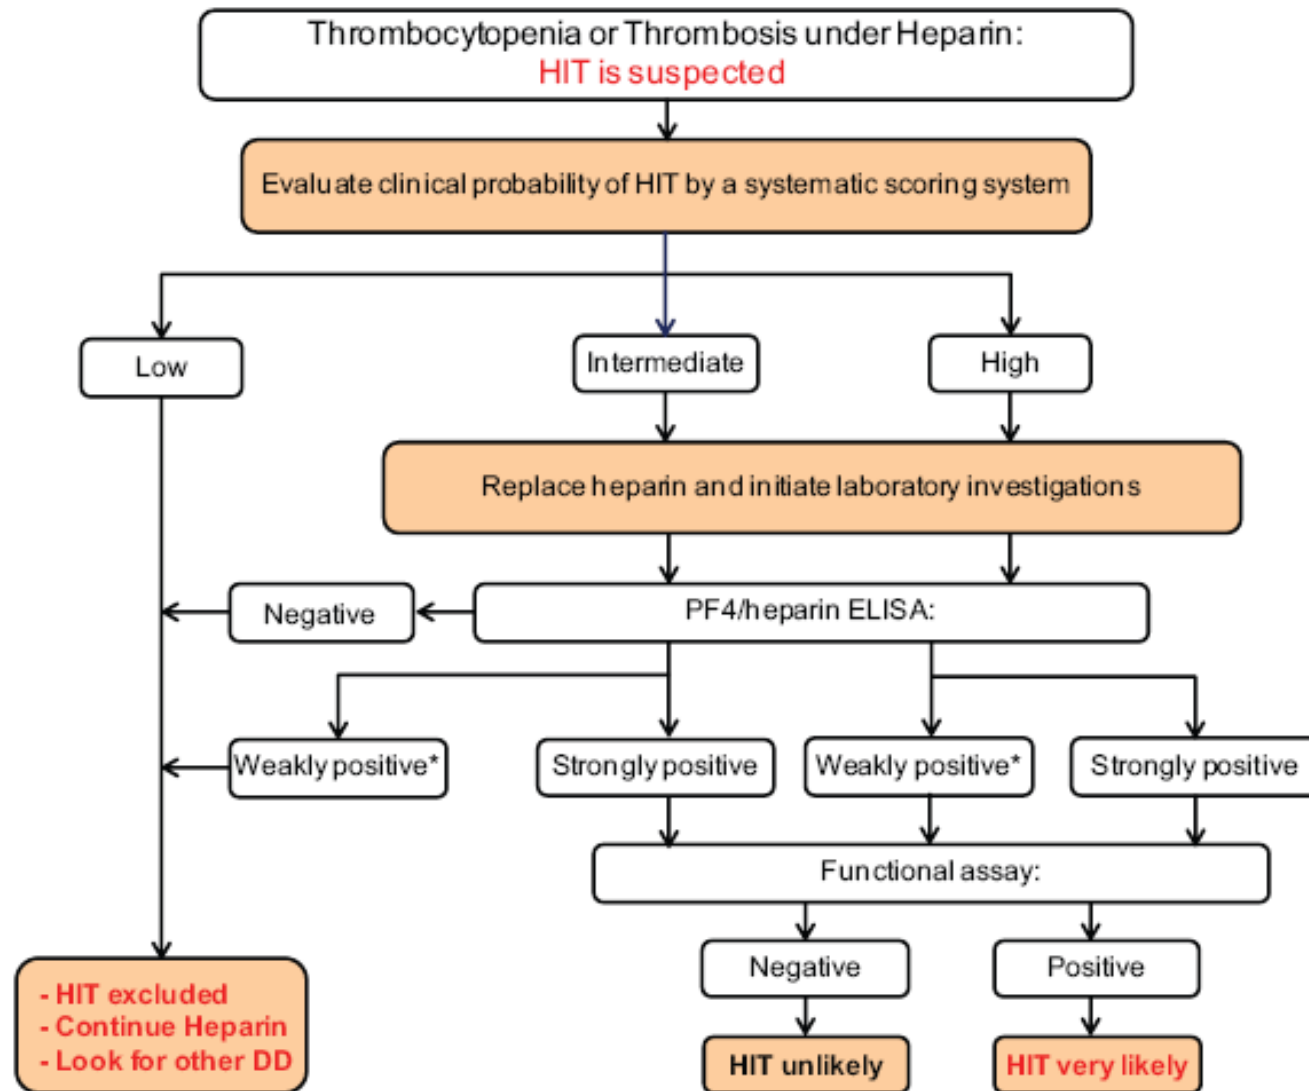 Thrombocytopenia or Thrombosis under Heparin:
HIT is suspected
Evaluate clinical probability of HIT by a systematic scoring system
Low
Intermediate
High
Replace heparin and initiate laboratory investigations
Negative
PF4/heparin ELISA:
Weakly positive*
Strongly positive
Weakly positive*
Strongly positive
Functional assay:
Negative
Positive
- HIT excluded
- Continue Heparin
- Look for other DD
HIT unlikely
HIT very likely